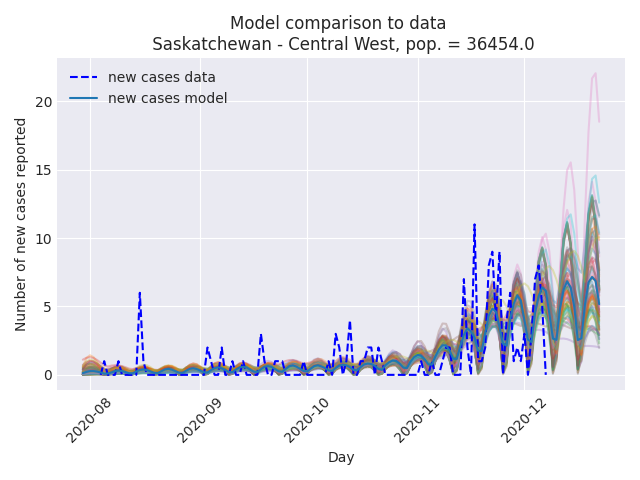 Model comparison to data
Saskatchewan - Central West, pop. = 36454.0
new cases data
new cases model
Number of new cases reported
20
15
10
5
0
2020-08
2020-09
2020-10
2020-11
2020-12
Day